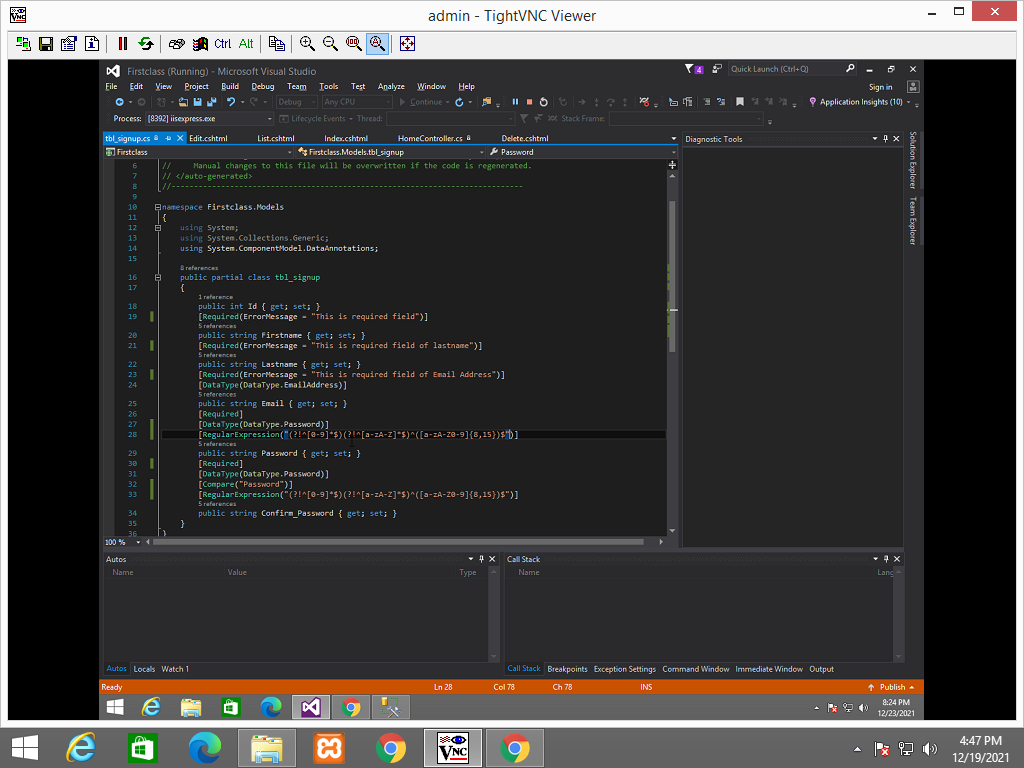 admin - TightVNC Viewer
Ctrl Alt
Firstclass (Running) - Microsoft Visual Studio
4
Quick Launch (Ctrl+Q)
File Edit View Project Build Debug Team Tools Test Analyze Window Help
Sign in
Debug Any CPU Continue Application Insights (10)
Process: [8392] iisexpress.exe Lifecycle Events Thread: Stack Frame:
tbl_signup.cs Edit.cshtml List.cshtml Index.cshtml HomeController.cs Delete.cshtml
Diagnostic Tools
Solution Explorer
Team Explorer
Firstclass Firstclass.Models.tbl_signup Password
6 // Manual changes to this file will be overwritten if the code is regenerated.
7 // </auto-generated>
8 //------------------------------------------------------------------------------
9
10 namespace Firstclass.Models
11 {
12 using System;
13 using System.Collections.Generic;
14 using System.ComponentModel.DataAnnotations;
15
8 references
16 public partial class tbl_signup
17 {
1 reference
18 public int Id { get; set; }
19 [Required(ErrorMessage = "This is required field")]
5 references
20 public string Firstname { get; set; }
21 [Required(ErrorMessage = "This is required field of lastname")]
5 references
22 public string Lastname { get; set; }
23 [Required(ErrorMessage = "This is required field of Email Address")]
24 [DataType(DataType.EmailAddress)]
5 references
25 public string Email { get; set; }
26 [Required]
27 [DataType(DataType.Password)]
28 [RegularExpression("(?!^[0-9]*$)(?!^[a-zA-Z]*$)^([a-zA-Z0-9]{8,15})$")]
5 references
29 public string Password { get; set; }
30 [Required]
31 [DataType(DataType.Password)]
32 [Compare("Password")]
33 [RegularExpression("(?!^[0-9]*$)(?!^[a-zA-Z]*$)^([a-zA-Z0-9]{8,15})$")]
5 references
34 public string Confirm_Password { get; set; }
35 }
36 }
100 %
Autos
Name Value Type
Call Stack
Name Lang
Autos Locals Watch 1
Call Stack Breakpoints Exception Settings Command Window Immediate Window Output
Ready Ln 28 Col 78 Ch 78 INS Publish
8:24 PM
12/23/2021
4:47 PM
12/19/2021